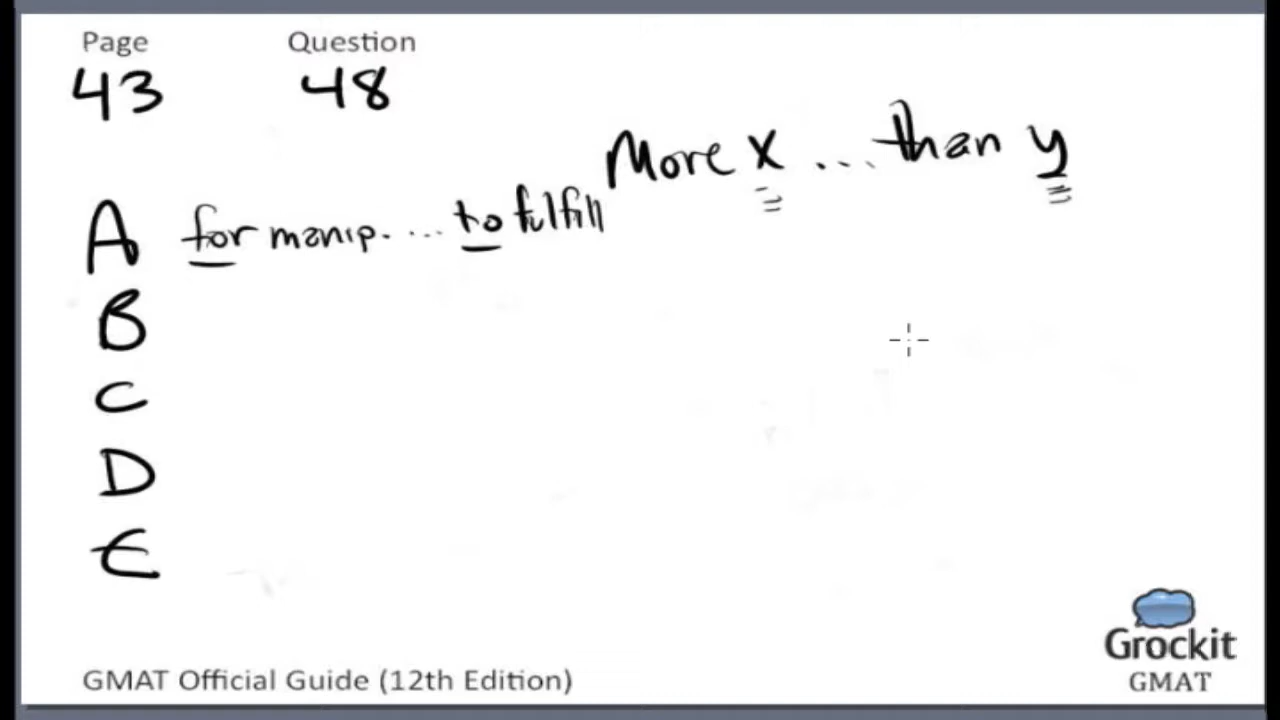 Page Question
43 48
More x ... than y
A for manip. ... to fulfill
B
C
D
E
Grockit
GMAT
GMAT Official Guide (12th Edition)